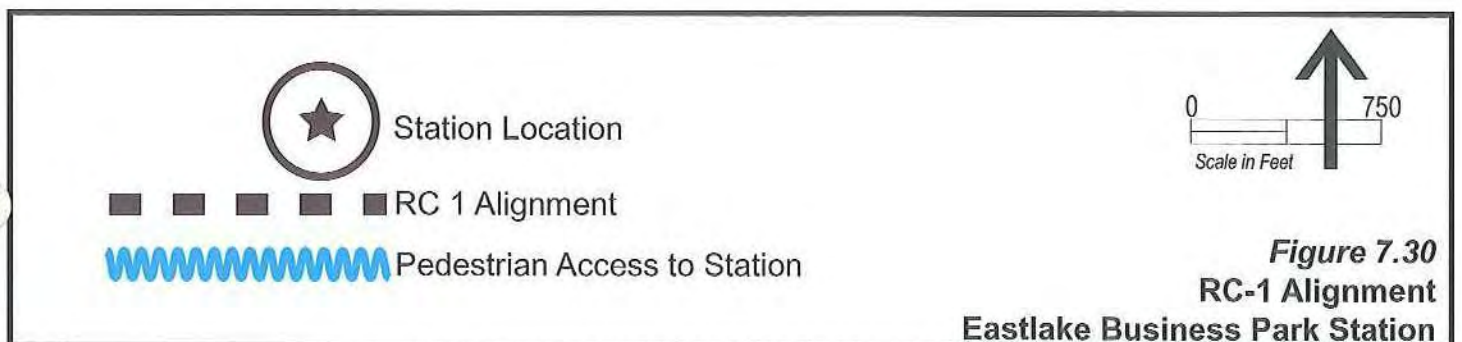 Station Location
RC 1 Alignment
Pedestrian Access to Station
0 750
Scale in Feet
Figure 7.30
RC-1 Alignment
Eastlake Business Park Station